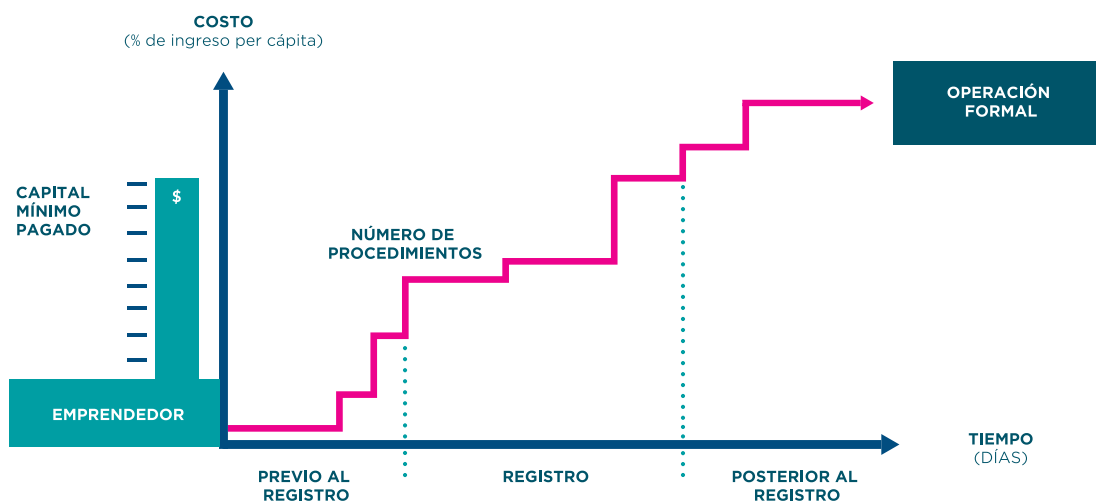 COSTO
(% de ingreso per cápita)
OPERACIÓN
FORMAL
CAPITAL
MÍNIMO
PAGADO
$
NÚMERO DE
PROCEDIMIENTOS
EMPRENDEDOR
TIEMPO
(DÍAS)
PREVIO AL
REGISTRO
REGISTRO
POSTERIOR AL
REGISTRO